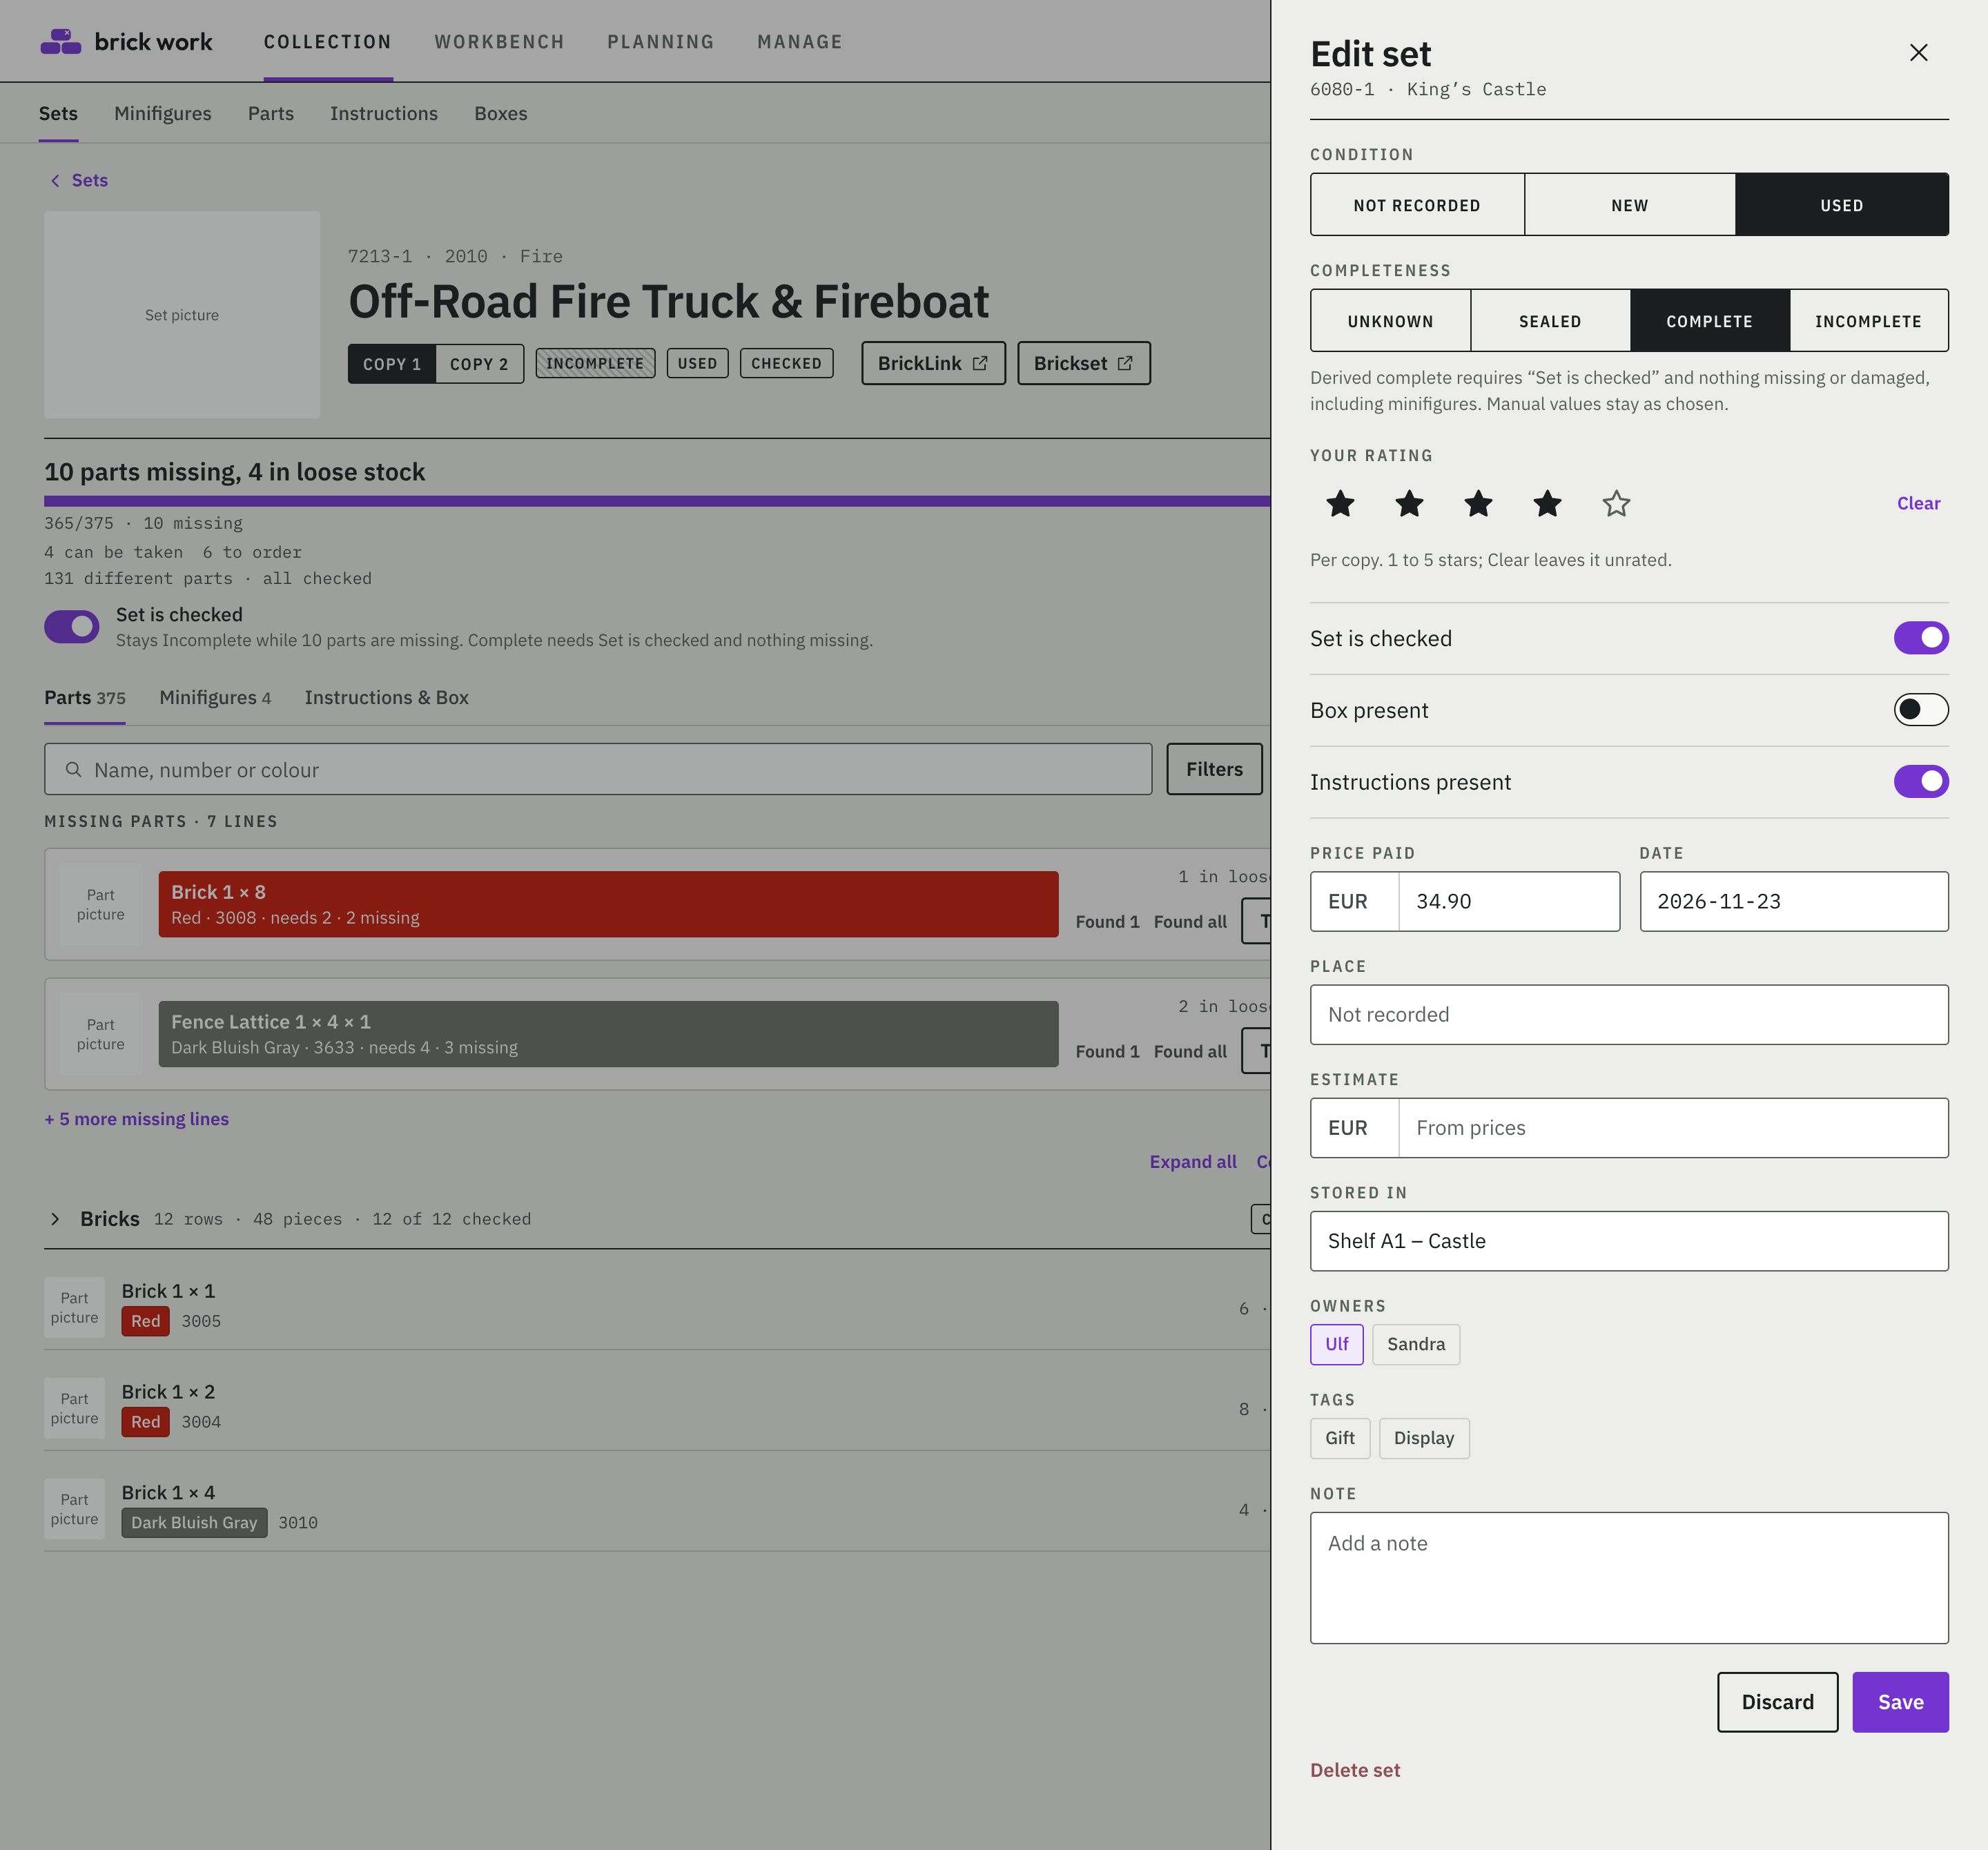 brick work
COLLECTION
WORKBENCH
PLANNING
MANAGE
Sets
Minifigures
Parts
Instructions
Boxes
Sets
Set picture
7213-1 · 2010 · Fire
Off-Road Fire Truck & Fireboat
COPY 1
COPY 2
INCOMPLETE
USED
CHECKED
BrickLink
Brickset
10 parts missing, 4 in loose stock
365/375 · 10 missing
4 can be taken  6 to order
131 different parts · all checked
Set is checked
Stays Incomplete while 10 parts are missing. Complete needs Set is checked and nothing missing.
Parts 375
Minifigures 4
Instructions & Box
Name, number or colour
Filters
MISSING PARTS · 7 LINES
Part
picture
Brick 1 × 8
Red · 3008 · needs 2 · 2 missing
1 in loos
Found 1
Found all
T
Part
picture
Fence Lattice 1 × 4 × 1
Dark Bluish Gray · 3633 · needs 4 · 3 missing
2 in loos
Found 1
Found all
T
+ 5 more missing lines
Expand all
Bricks
12 rows · 48 pieces · 12 of 12 checked
Part
picture
Brick 1 × 1
Red
3005
6 ·
Part
picture
Brick 1 × 2
Red
3004
8 ·
Part
picture
Brick 1 × 4
Dark Bluish Gray
3010
4 ·
Edit set
6080-1 · King’s Castle
CONDITION
NOT RECORDED
NEW
USED
COMPLETENESS
UNKNOWN
SEALED
COMPLETE
INCOMPLETE
Derived complete requires “Set is checked” and nothing missing or damaged,
including minifigures. Manual values stay as chosen.
YOUR RATING
Clear
Per copy. 1 to 5 stars; Clear leaves it unrated.
Set is checked
Box present
Instructions present
PRICE PAID
DATE
EUR
34.90
2026-11-23
PLACE
Not recorded
ESTIMATE
EUR
From prices
STORED IN
Shelf A1 – Castle
OWNERS
Ulf
Sandra
TAGS
Gift
Display
NOTE
Add a note
Discard
Save
Delete set